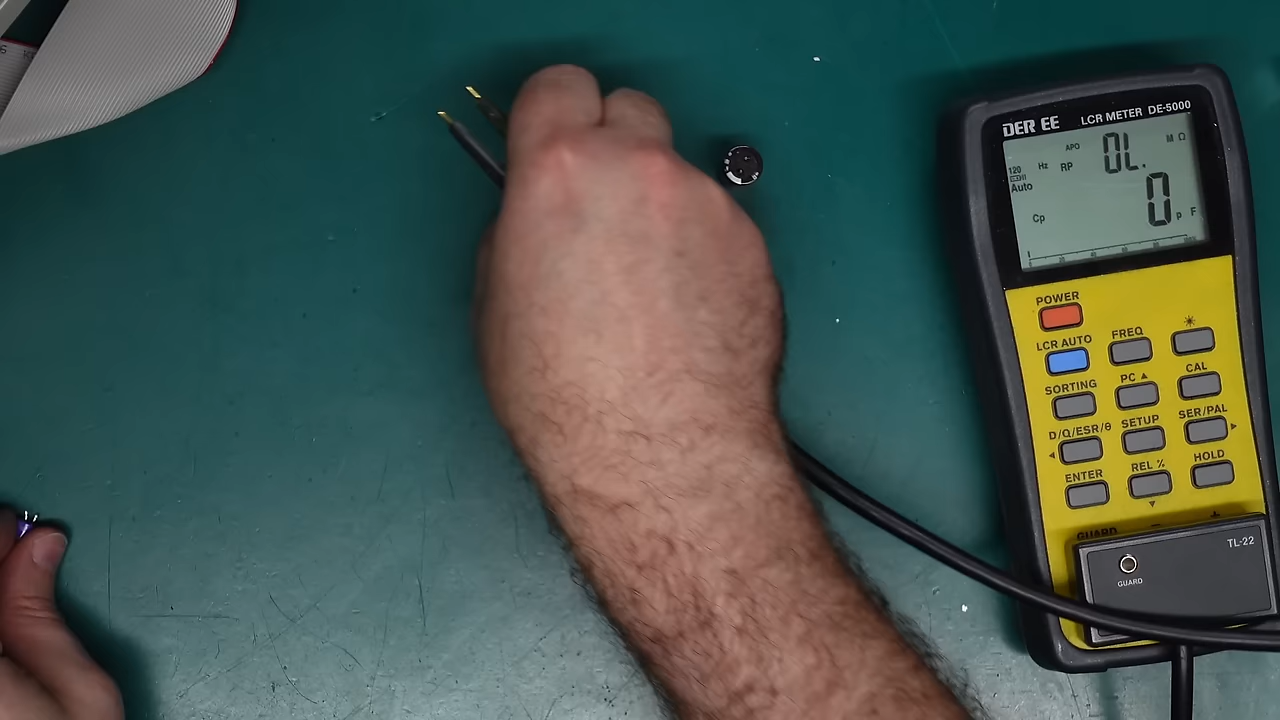 DER EE LCR METER DE-5000
APO OL. MΩ
120 Hz RP
Auto
Cp 0 pF
POWER
LCR AUTO FREQ ☀
SORTING PC ▲ CAL
D/Q/ESR/θ SETUP SER/PAL
◀ ▶
ENTER REL % HOLD
▼
GUARD − +
TL-22
GUARD